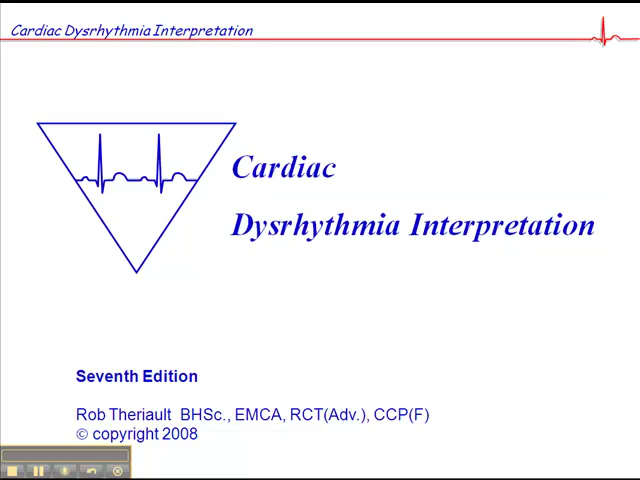 Cardiac Dysrhythmia Interpretation
Cardiac
Dysrhythmia Interpretation
Seventh Edition
Rob Theriault BHSc., EMCA, RCT(Adv.), CCP(F)
© copyright 2008